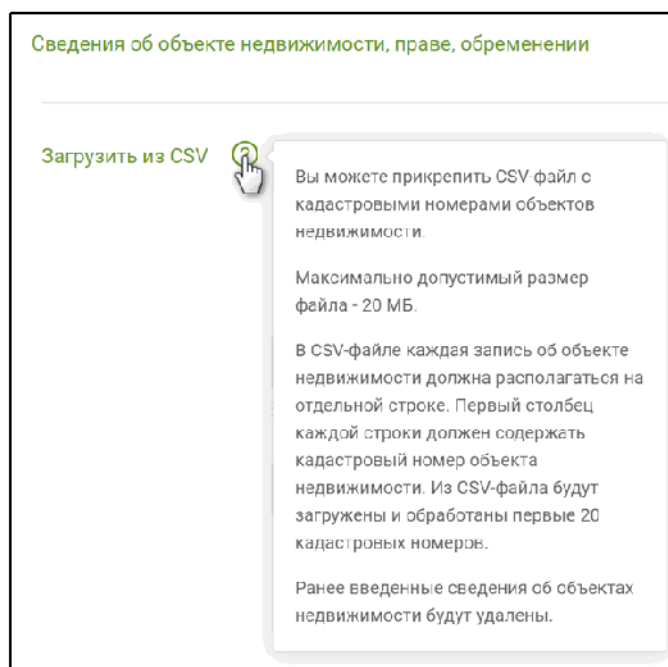 Сведения об объекте недвижимости, праве, обременении
Загрузить из CSV
Вы можете прикрепить CSV-файл с
кадастровыми номерами объектов
недвижимости.
Максимально допустимый размер
файла - 20 МБ.
В CSV-файле каждая запись об объекте
недвижимости должна располагаться на
отдельной строке. Первый столбец
каждой строки должен содержать
кадастровый номер объекта
недвижимости. Из CSV-файла будут
загружены и обработаны первые 20
кадастровых номеров.
Ранее введенные сведения об объектах
недвижимости будут удалены.